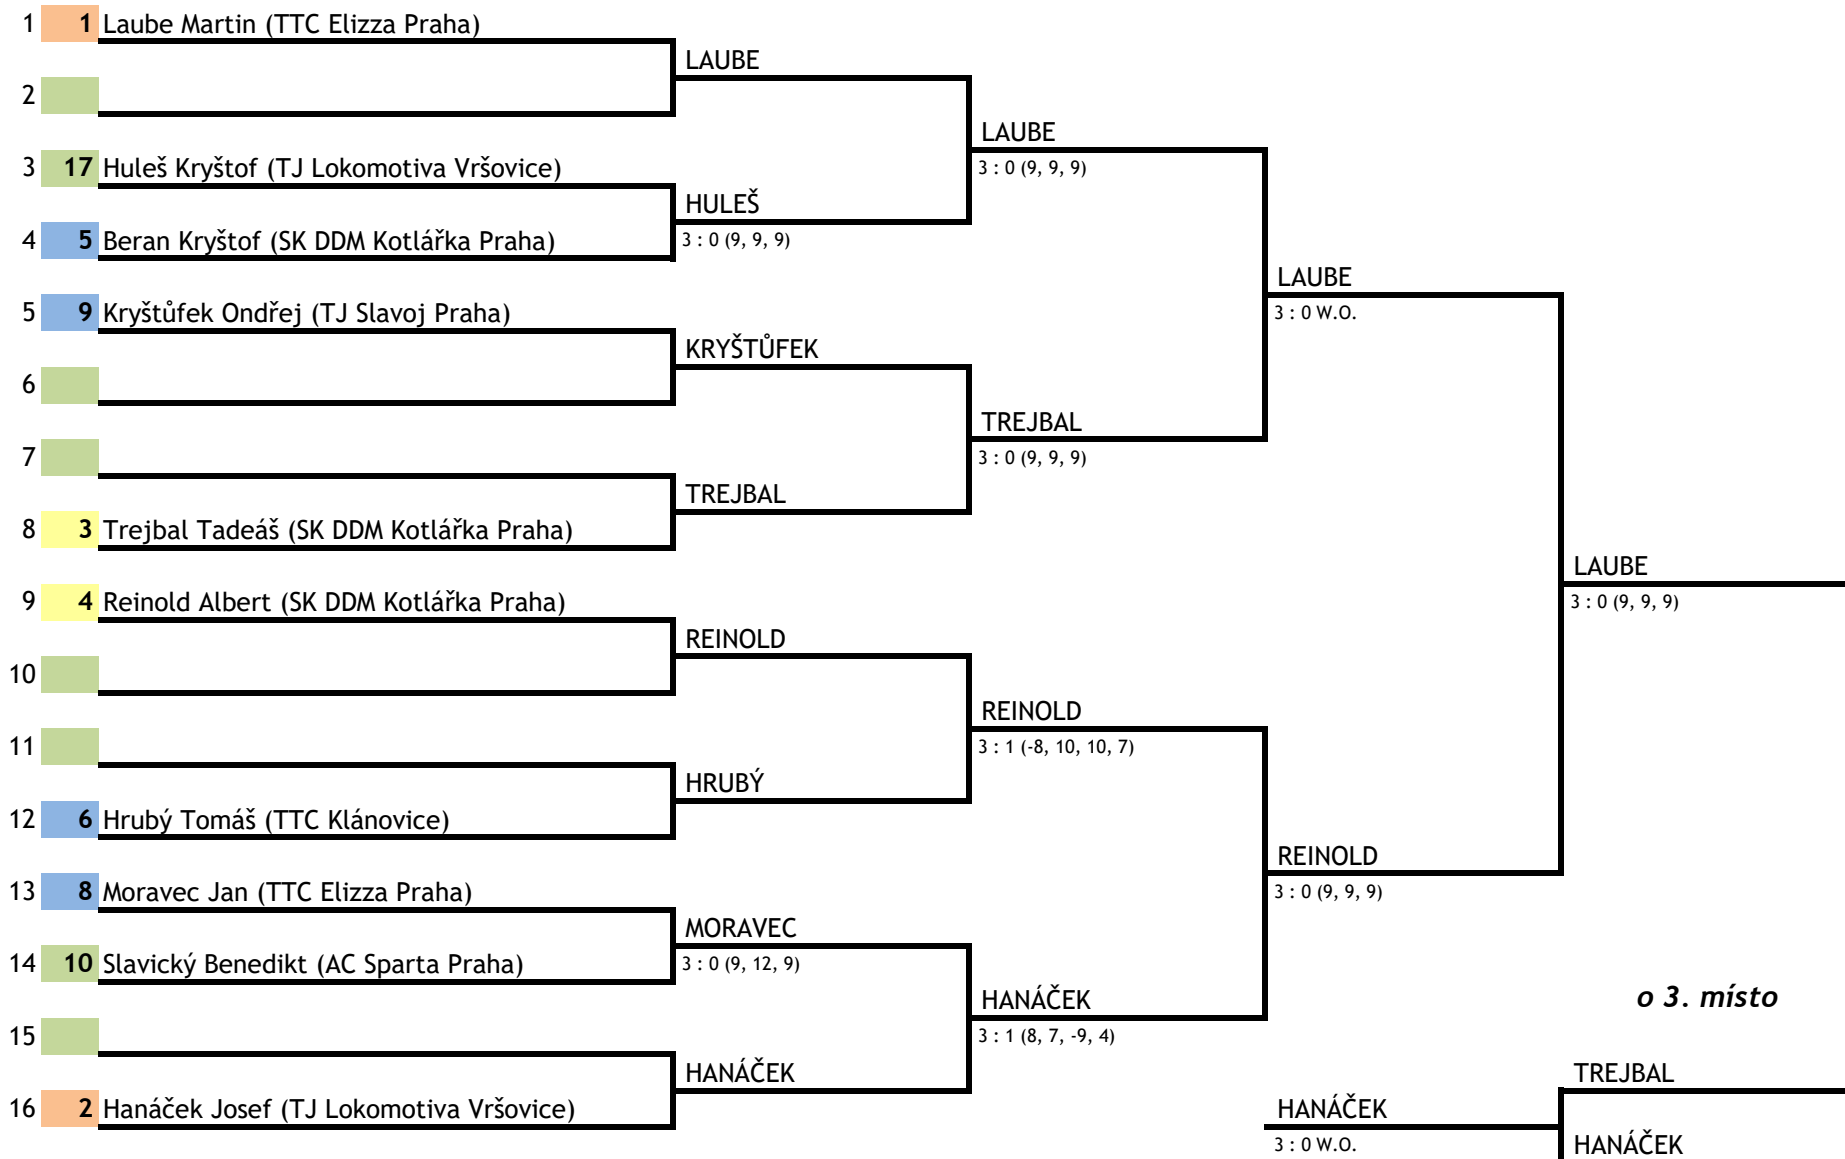 1 1 Laube Martin (TTC Elizza Praha)
LAUBE
2
LAUBE
3 17 Huleš Kryštof (TJ Lokomotiva Vršovice)
3 : 0 (9, 9, 9)
HULEŠ
4 5 Beran Kryštof (SK DDM Kotlářka Praha)
3 : 0 (9, 9, 9)
LAUBE
5 9 Kryštůfek Ondřej (TJ Slavoj Praha)
3 : 0 W.O.
KRYŠTŮFEK
6
TREJBAL
7
3 : 0 (9, 9, 9)
TREJBAL
8 3 Trejbal Tadeáš (SK DDM Kotlářka Praha)
LAUBE
9 4 Reinold Albert (SK DDM Kotlářka Praha)
3 : 0 (9, 9, 9)
REINOLD
10
REINOLD
11
3 : 1 (-8, 10, 10, 7)
HRUBÝ
12 6 Hrubý Tomáš (TTC Klánovice)
REINOLD
13 8 Moravec Jan (TTC Elizza Praha)
3 : 0 (9, 9, 9)
MORAVEC
14 10 Slavický Benedikt (AC Sparta Praha)
3 : 0 (9, 12, 9)
HANÁČEK
o 3. místo
15
3 : 1 (8, 7, -9, 4)
HANÁČEK
TREJBAL
16 2 Hanáček Josef (TJ Lokomotiva Vršovice)
HANÁČEK
3 : 0 W.O.
HANÁČEK